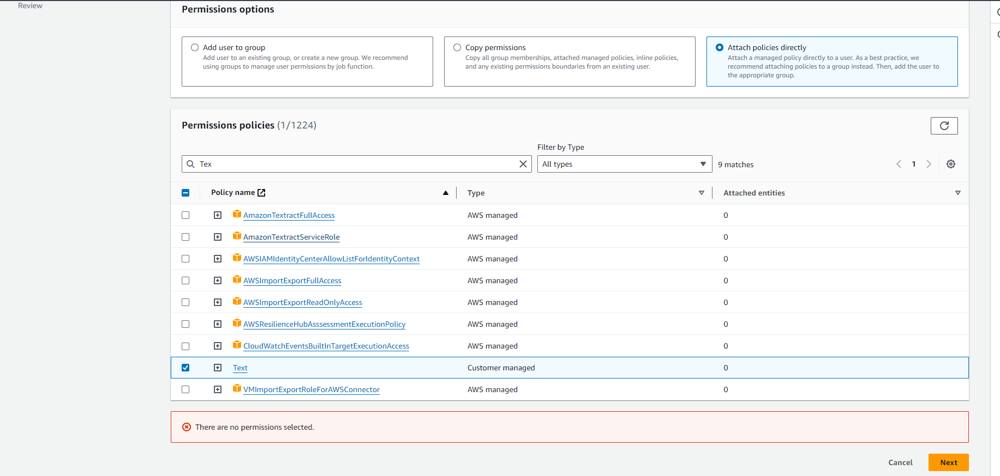 Review
Permissions options
Add user to group
Add user to an existing group, or create a new group. We recommend
using groups to manage user permissions by job function.
Copy permissions
Copy all group memberships, attached managed policies, inline policies,
and any existing permissions boundaries from an existing user.
Attach policies directly
Attach a managed policy directly to a user. As a best practice, we
recommend attaching policies to a group instead. Then, add the user to
the appropriate group.
Permissions policies (1/1224)
Filter by Type
Tex
All types
9 matches
1
Policy name
Type
Attached entities
AmazonTextractFullAccess
AWS managed
0
AmazonTextractServiceRole
AWS managed
0
AWSIAMIdentityCenterAllowListForIdentityContext
AWS managed
0
AWSImportExportFullAccess
AWS managed
0
AWSImportExportReadOnlyAccess
AWS managed
0
AWSResilienceHubAsssessmentExecutionPolicy
AWS managed
0
CloudWatchEventsBuiltInTargetExecutionAccess
AWS managed
0
Text
Customer managed
0
VMImportExportRoleForAWSConnector
AWS managed
0
There are no permissions selected.
Cancel
Next